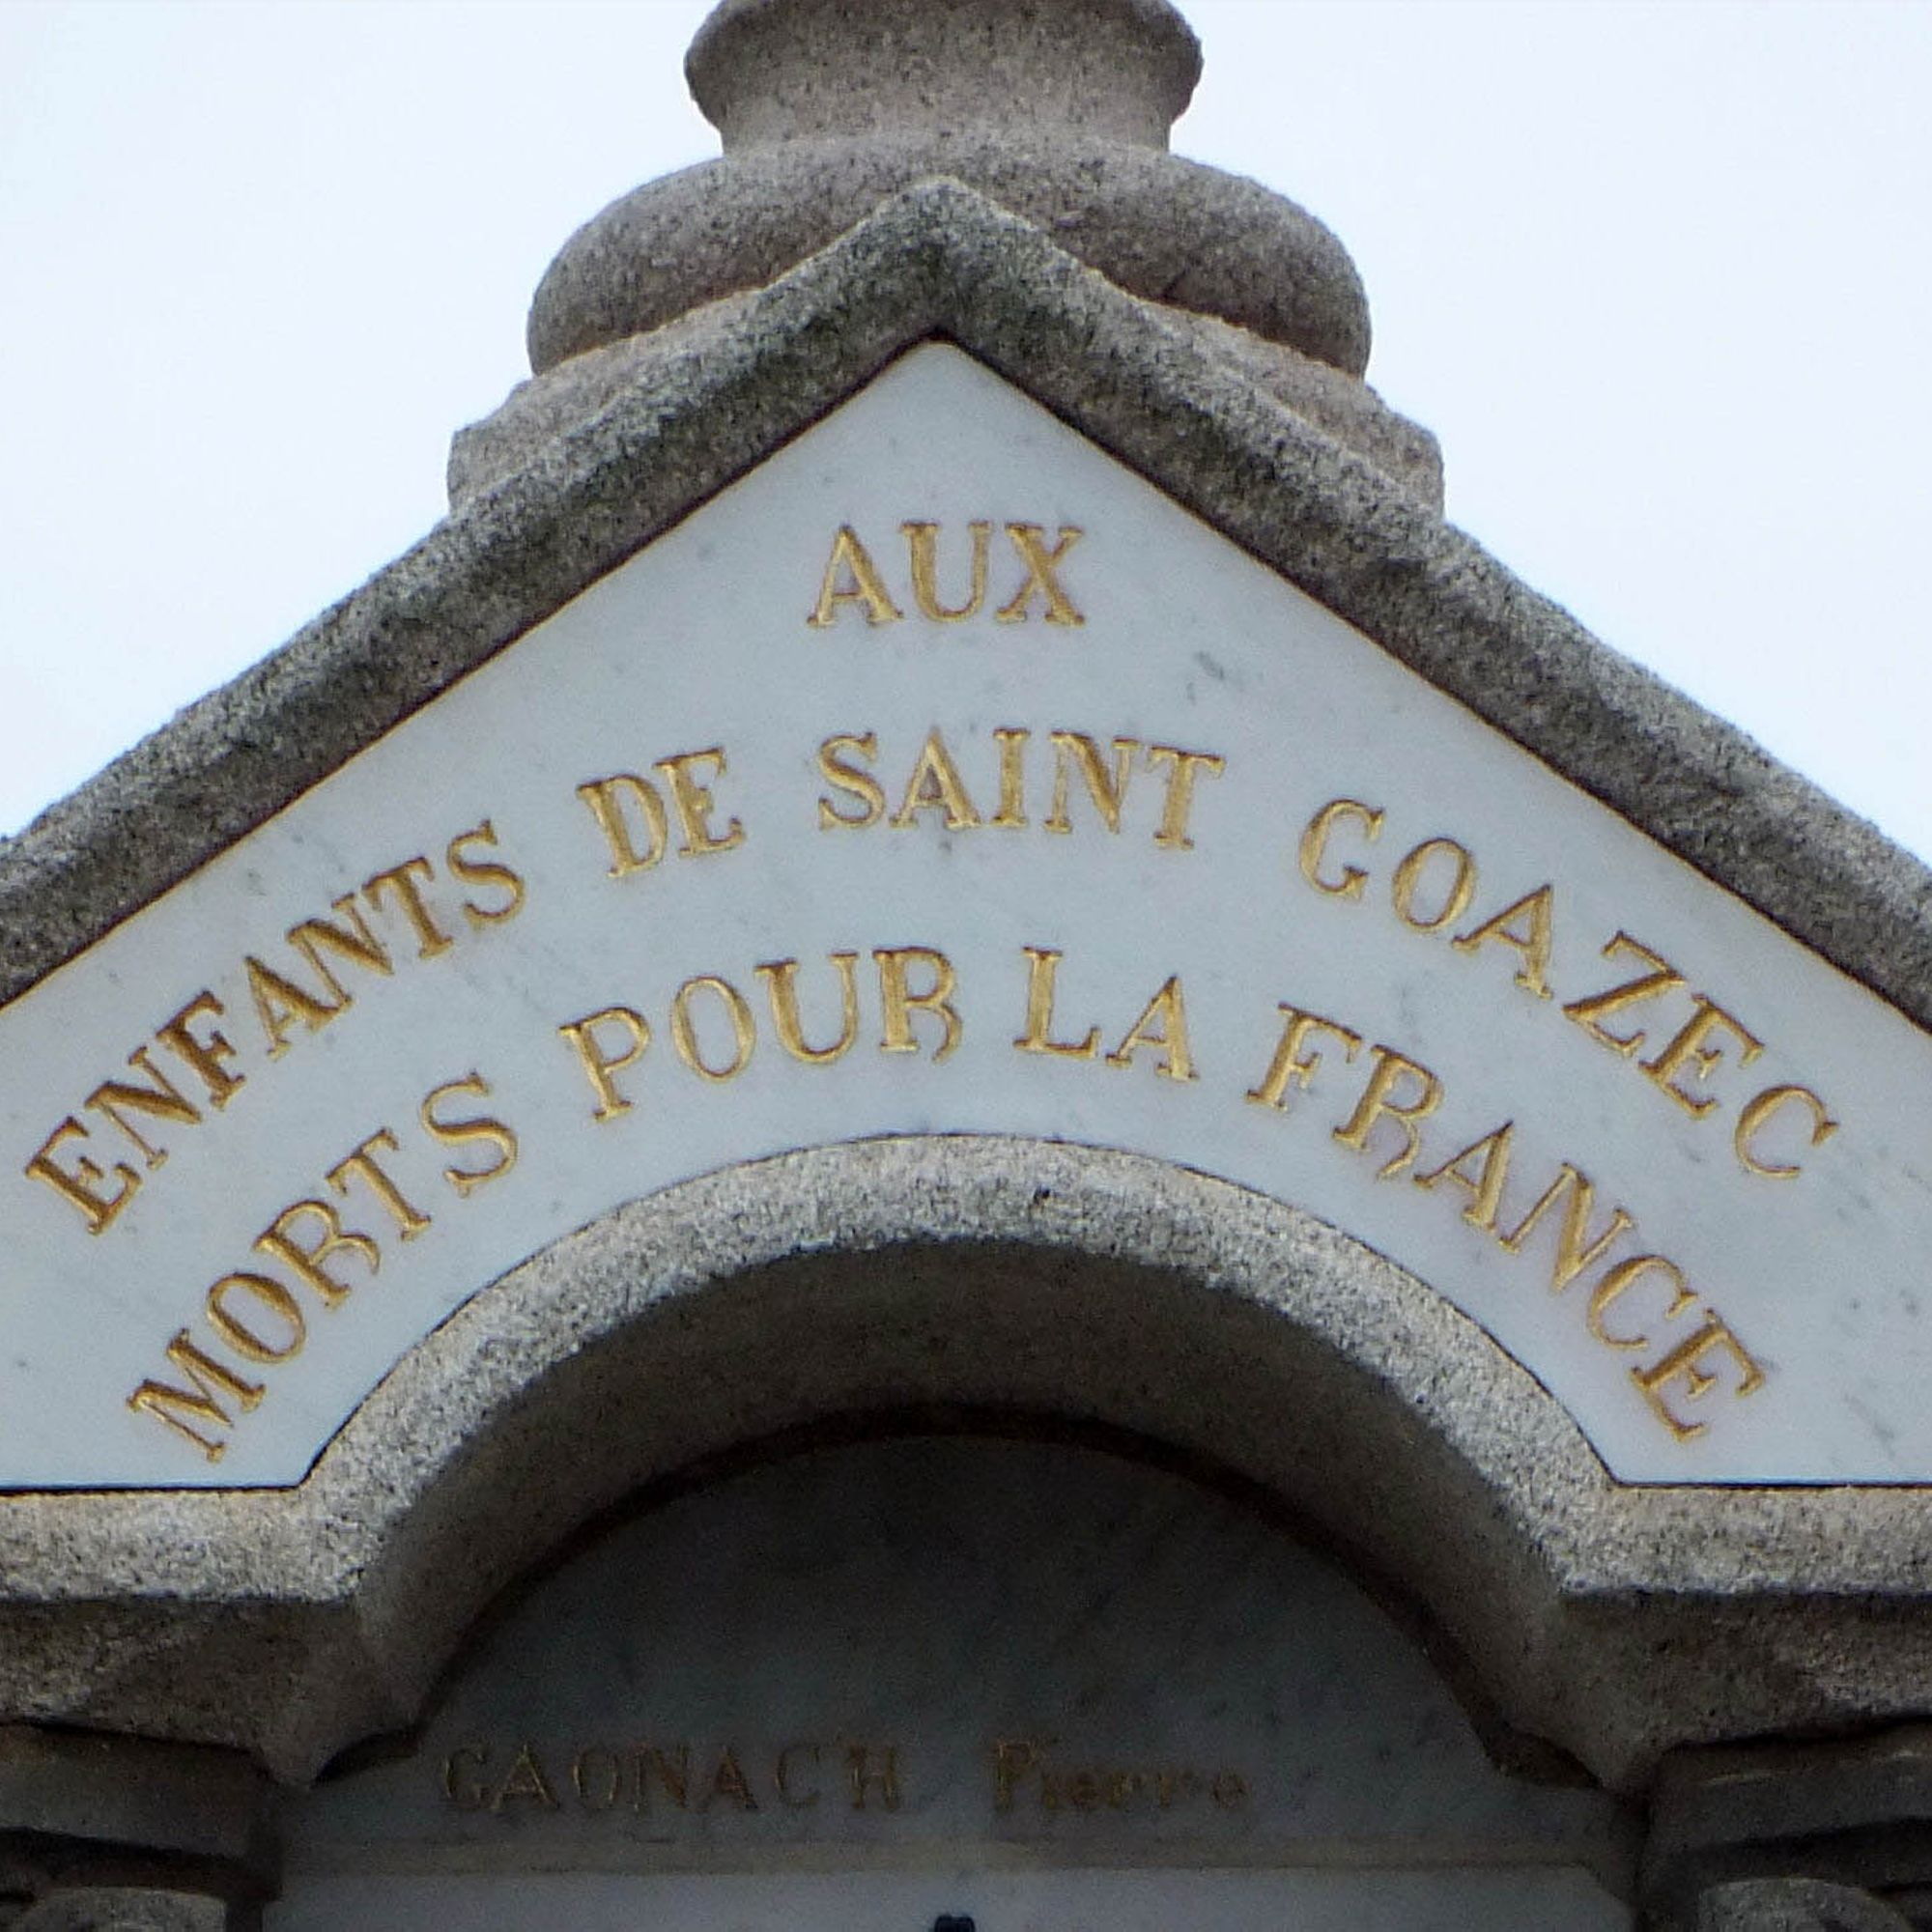 AUX
ENFANTS DE SAINT GOAZEC
MORTS POUR LA FRANCE
GAONAC'H Pierre